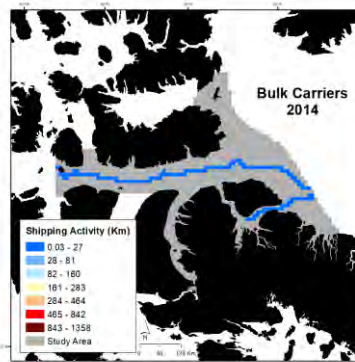 Bulk Carriers
2014
Shipping Activity (Km)
0.03 - 27
28 - 81
82 - 160
161 - 283
284 - 464
465 - 842
843 - 1358
Study Area